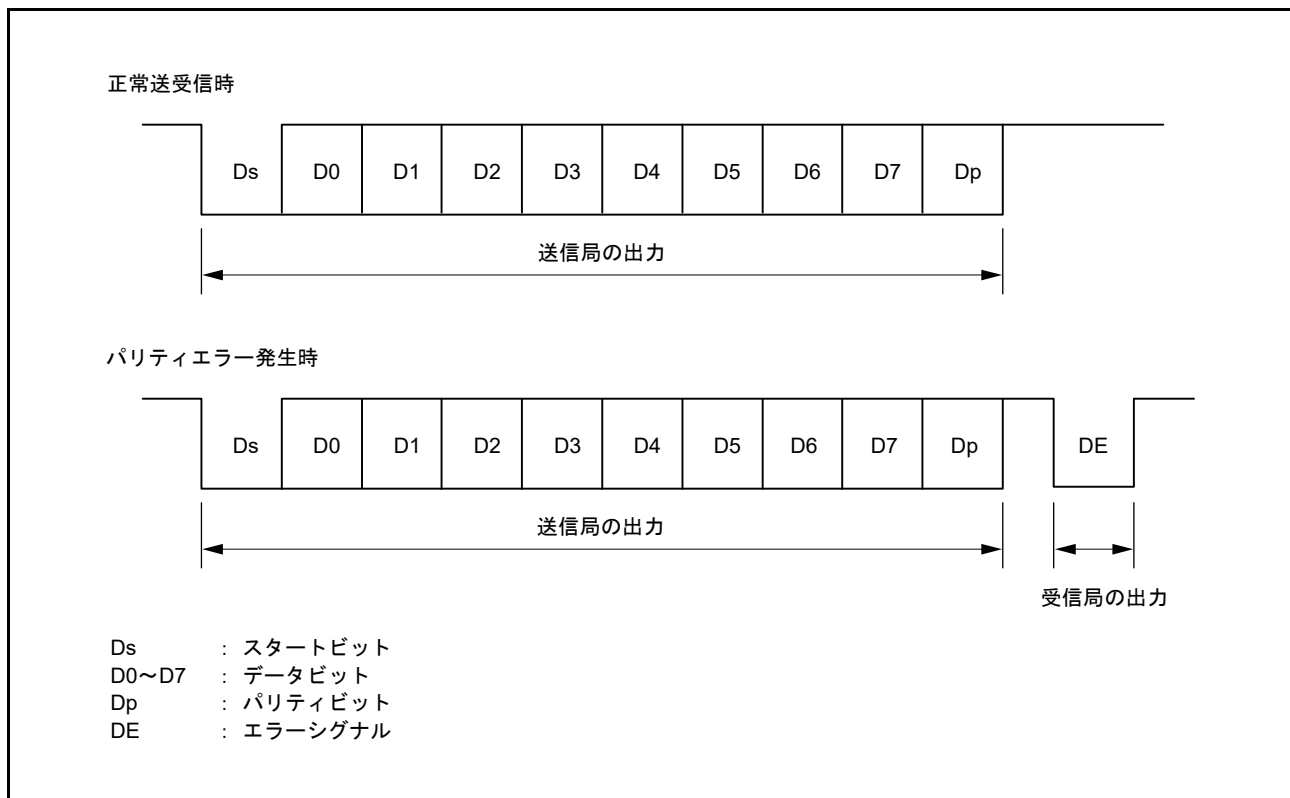 正常送受信時
Ds D0 D1 D2 D3 D4 D5 D6 D7 Dp
送信局の出力
パリティエラー発生時
Ds D0 D1 D2 D3 D4 D5 D6 D7 Dp DE
送信局の出力
受信局の出力
Ds : スタートビット
D0～D7 : データビット
Dp : パリティビット
DE : エラーシグナル